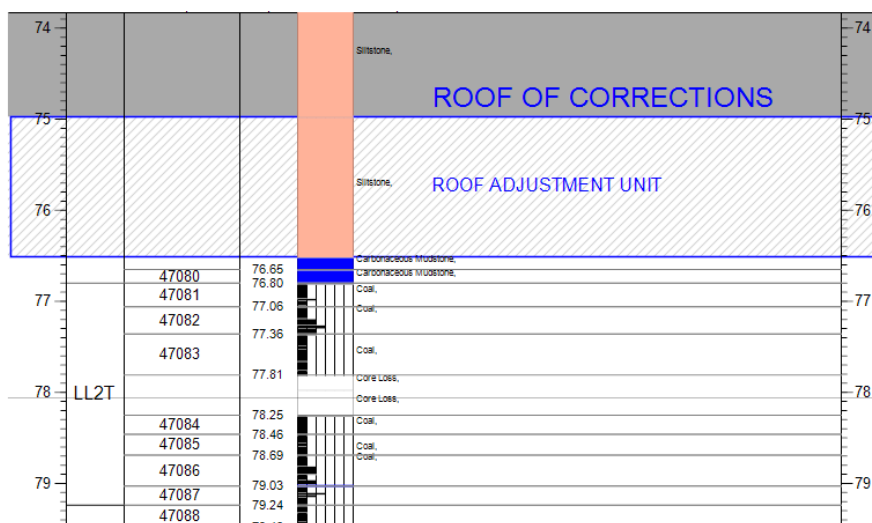 74
Siltstone,
74
ROOF OF CORRECTIONS
75
75
Siltstone,
ROOF ADJUSTMENT UNIT
76
76
Carbonaceous Mudstone,
76.65
47080
Carbonaceous Mudstone,
76.80
77
47081
Coal,
77
77.06
Coal,
47082
77.36
47083
Coal,
77.81
Core Loss,
78
LL2T
Core Loss,
78
78.25
47084
Coal,
78.46
47085
Coal,
78.69
Coal,
47086
79
79.03
79
47087
79.24
47088